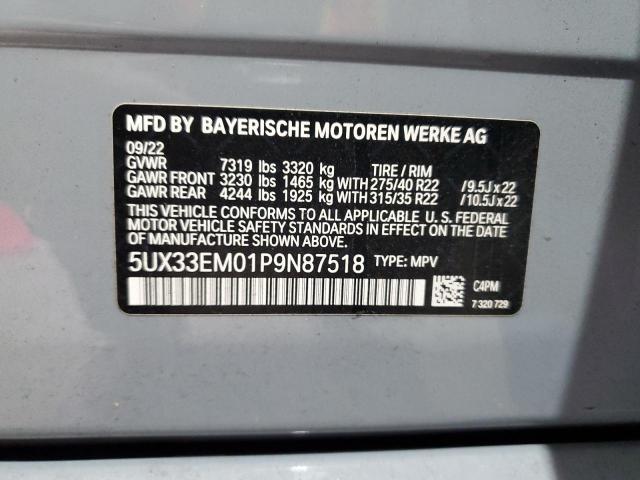 MFD BY BAYERISCHE MOTOREN WERKE AG
09/22
GVWR 7319 lbs 3320 kg TIRE / RIM
GAWR FRONT 3230 lbs 1465 kg WITH 275/40 R22 /9.5J x 22
GAWR REAR 4244 lbs 1925 kg WITH 315/35 R22 /10.5J x 22
THIS VEHICLE CONFORMS TO ALL APPLICABLE U. S. FEDERAL
MOTOR VEHICLE SAFETY STANDARDS IN EFFECT ON THE DATE
OF MANUFACTURE SHOWN ABOVE.
5UX33EM01P9N87518 TYPE: MPV
C4PM
7 320 729